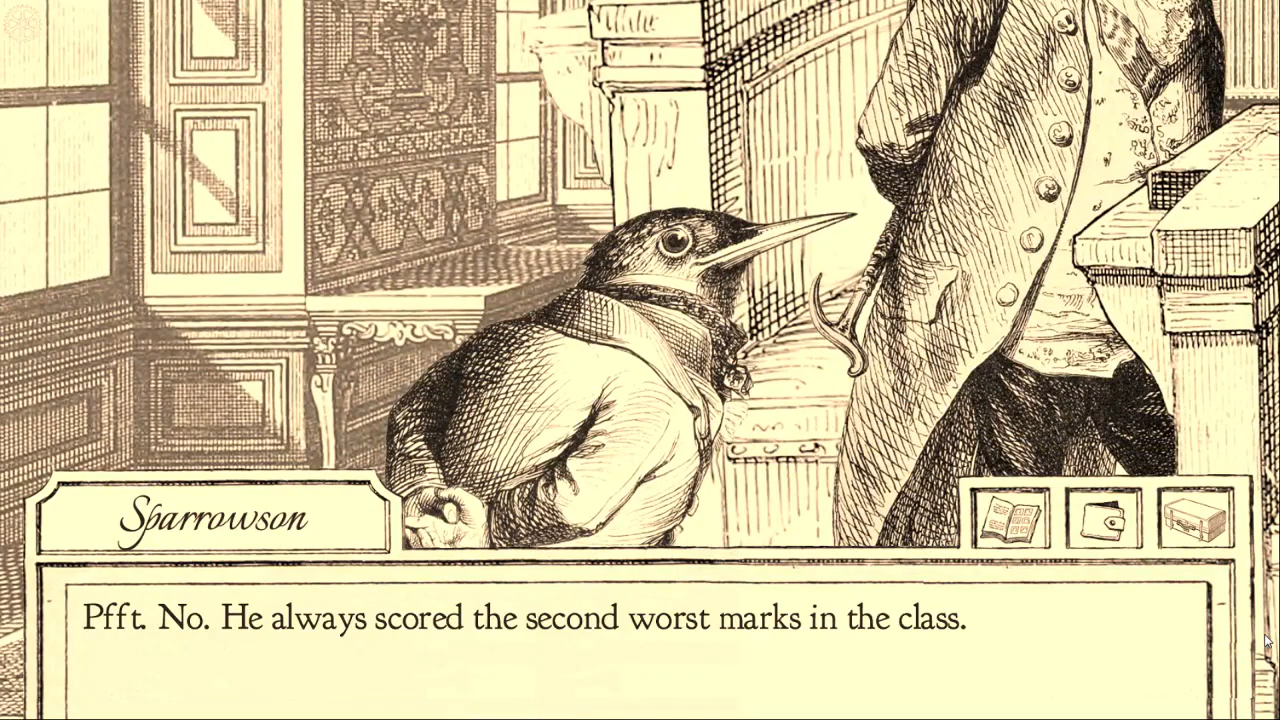 Sparrowson
Pfft. No. He always scored the second worst marks in the class.